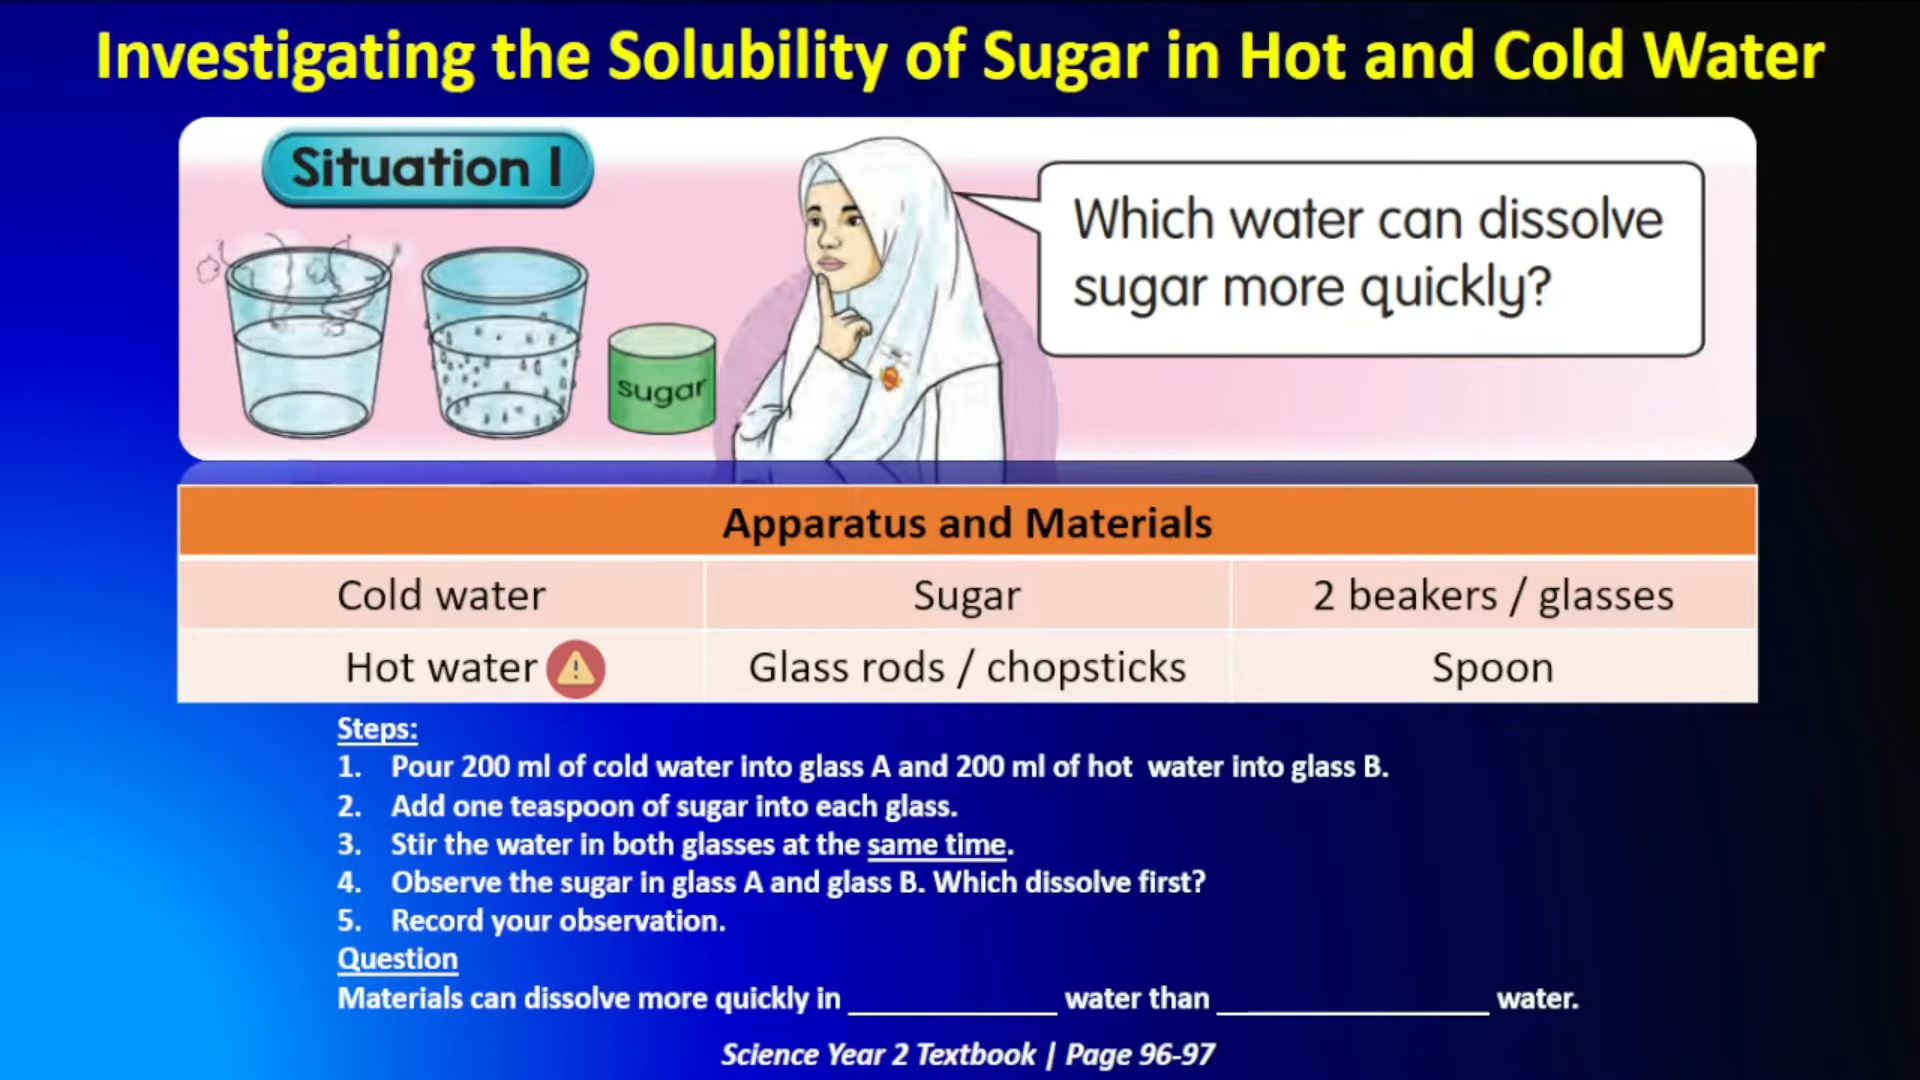 Investigating the Solubility of Sugar in Hot and Cold Water
Situation 1
Which water can dissolve
sugar more quickly?
sugar
Apparatus and Materials
Cold water
Sugar
2 beakers / glasses
Hot water
Glass rods / chopsticks
Spoon
Steps:
1. Pour 200 ml of cold water into glass A and 200 ml of hot water into glass B.
2. Add one teaspoon of sugar into each glass.
3. Stir the water in both glasses at the same time.
4. Observe the sugar in glass A and glass B. Which dissolve first?
5. Record your observation.
Question
Materials can dissolve more quickly in ______________ water than __________________ water.
Science Year 2 Textbook | Page 96-97